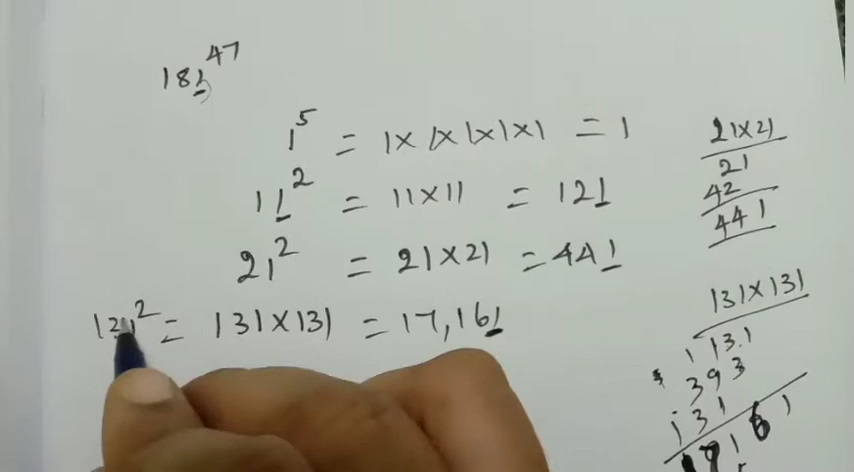 181^47
1^5 = 1×1×1×1×1 = 1
11^2 = 11×11 = 121
21^2 = 21×21 = 441
131^2 = 131×131 = 17,161
21×21
21
42
441
131×131
131
393
131
17161